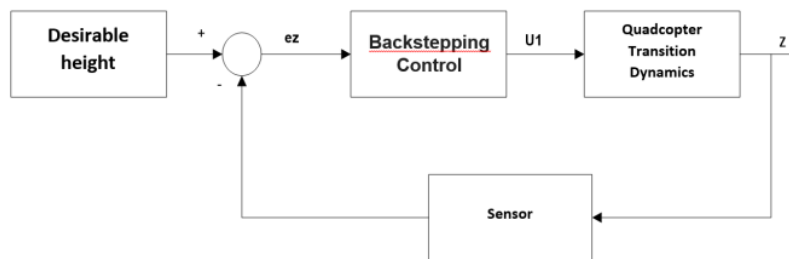 Desirable
height
+
-
ez
Backstepping
Control
U1
Quadcopter
Transition
Dynamics
Z
Sensor